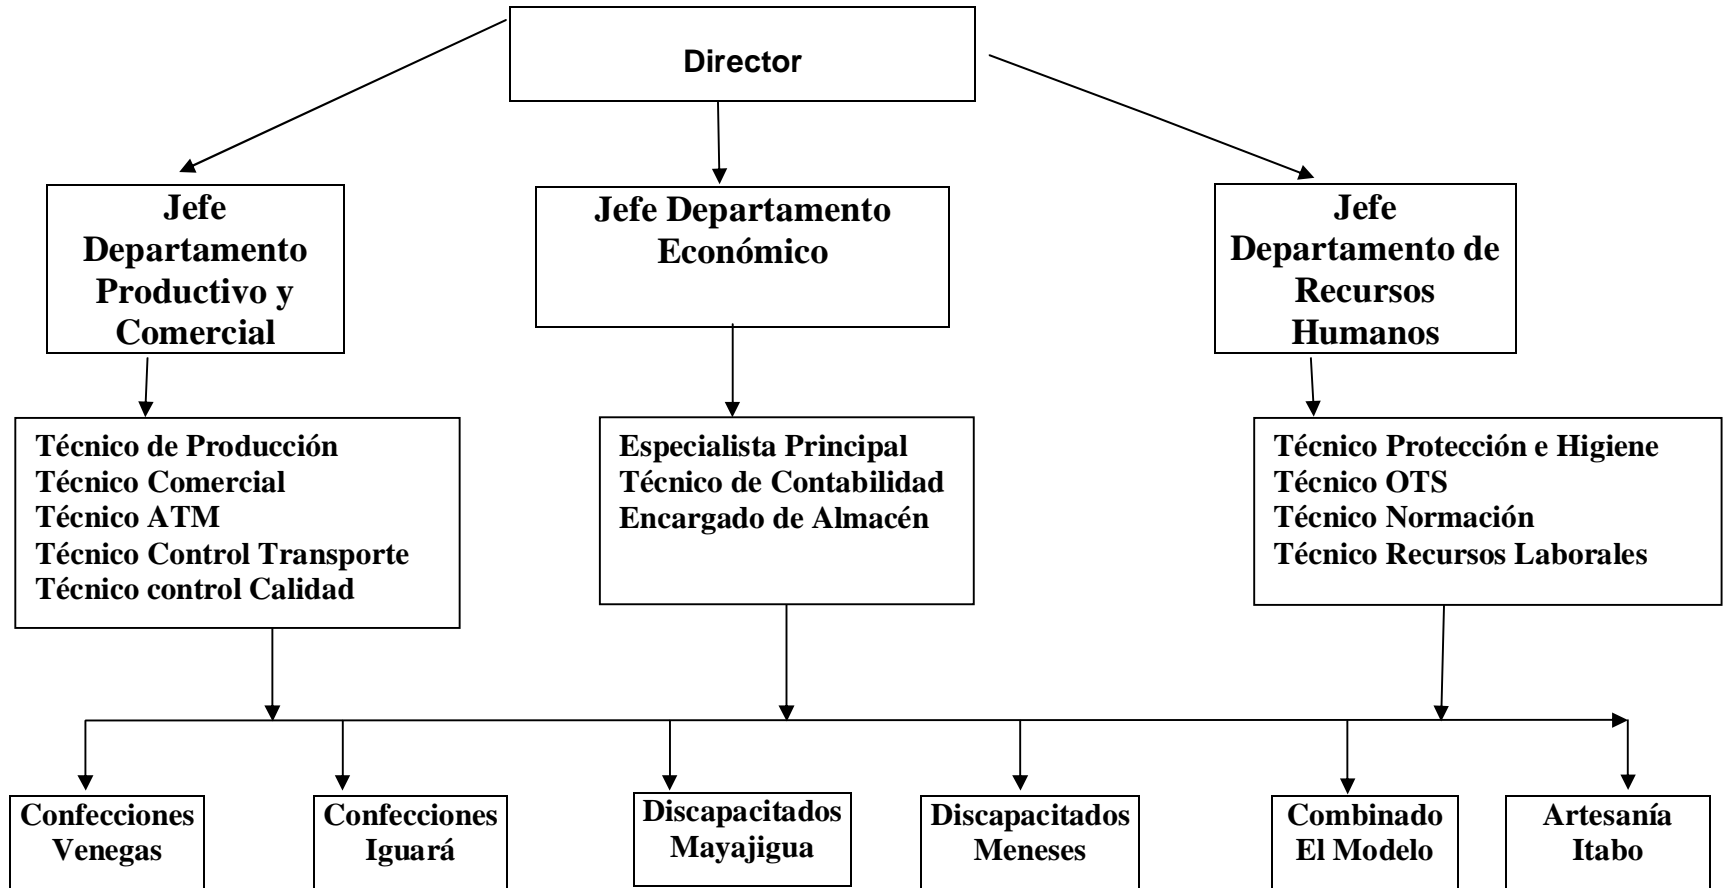 Director
Jefe
Departamento
Productivo y
Comercial
Jefe Departamento
Económico
Jefe
Departamento de
Recursos
Humanos
Técnico de Producción
Técnico Comercial
Técnico ATM
Técnico Control Transporte
Técnico control Calidad
Especialista Principal
Técnico de Contabilidad
Encargado de Almacén
Técnico Protección e Higiene
Técnico OTS
Técnico Normación
Técnico Recursos Laborales
Confecciones
Venegas
Confecciones
Iguará
Discapacitados
Mayajigua
Discapacitados
Meneses
Combinado
El Modelo
Artesanía
Itabo